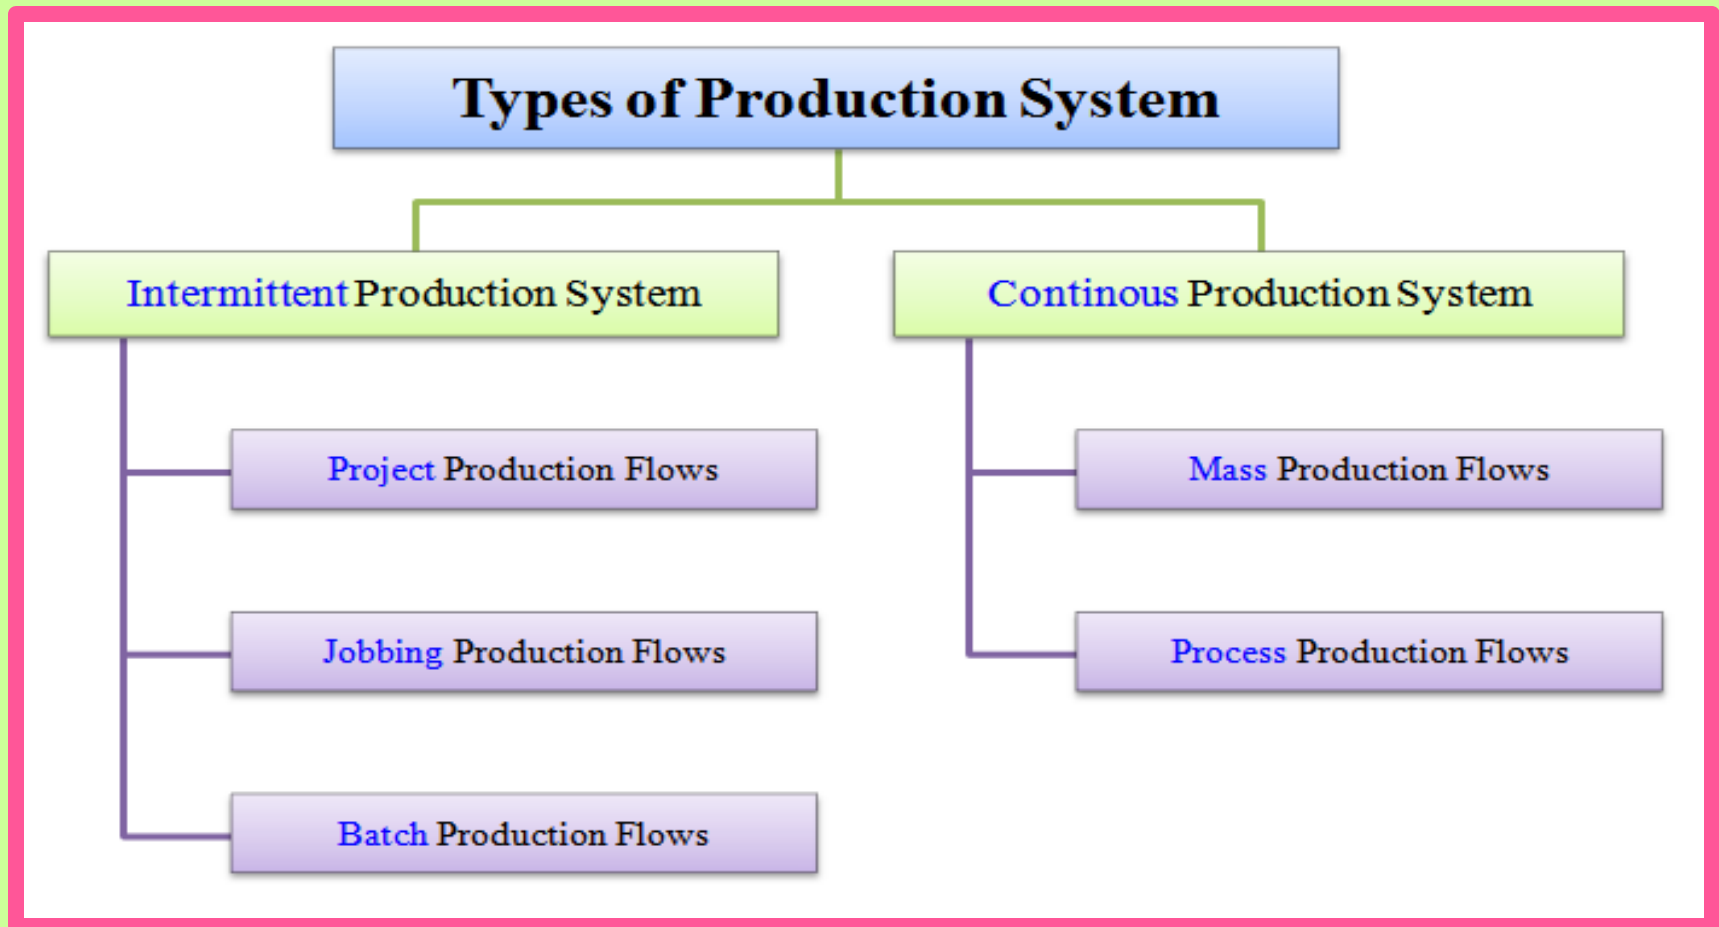 Types of Production System
Intermittent Production System
Continous Production System
Project Production Flows
Jobbing Production Flows
Batch Production Flows
Mass Production Flows
Process Production Flows